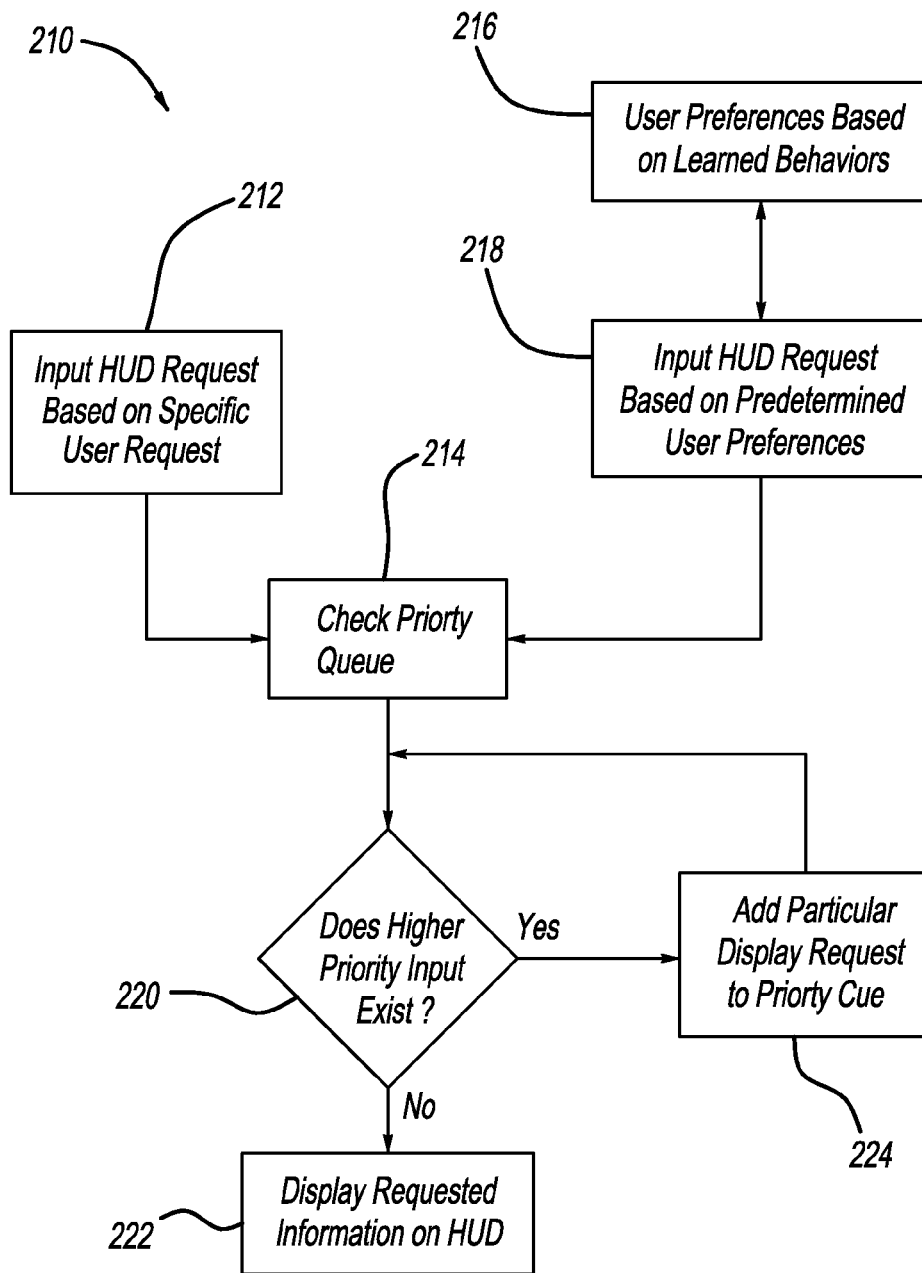 210
216
User Preferences Based
on Learned Behaviors
212
218
Input HUD Request
Based on Specific
User Request
Input HUD Request
Based on Predetermined
User Preferences
214
Check Priorty
Queue
Does Higher
Priority Input
Exist ?
Yes
Add Particular
Display Request
to Priorty Cue
220
No
224
Display Requested
Information on HUD
222